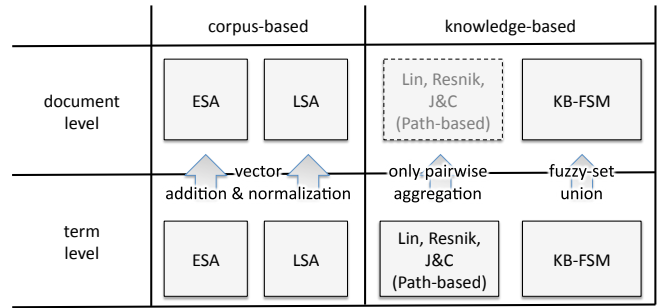 corpus-based
knowledge-based
document
level
ESA
LSA
Lin, Resnik,
J&C
(Path-based)
KB-FSM
vector
addition & normalization
only pairwise
aggregation
fuzzy-set
union
term
level
ESA
LSA
Lin, Resnik,
J&C
(Path-based)
KB-FSM